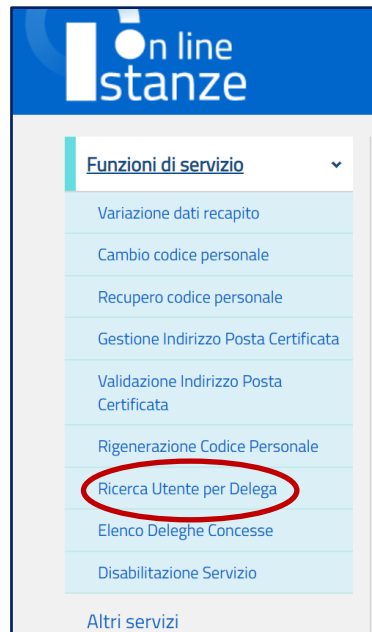 On line
Istanze
Funzioni di servizio
Variazione dati recapito
Cambio codice personale
Recupero codice personale
Gestione Indirizzo Posta Certificata
Validazione Indirizzo Posta
Certificata
Rigenerazione Codice Personale
Ricerca Utente per Delega
Elenco Deleghe Concesse
Disabilitazione Servizio
Altri servizi